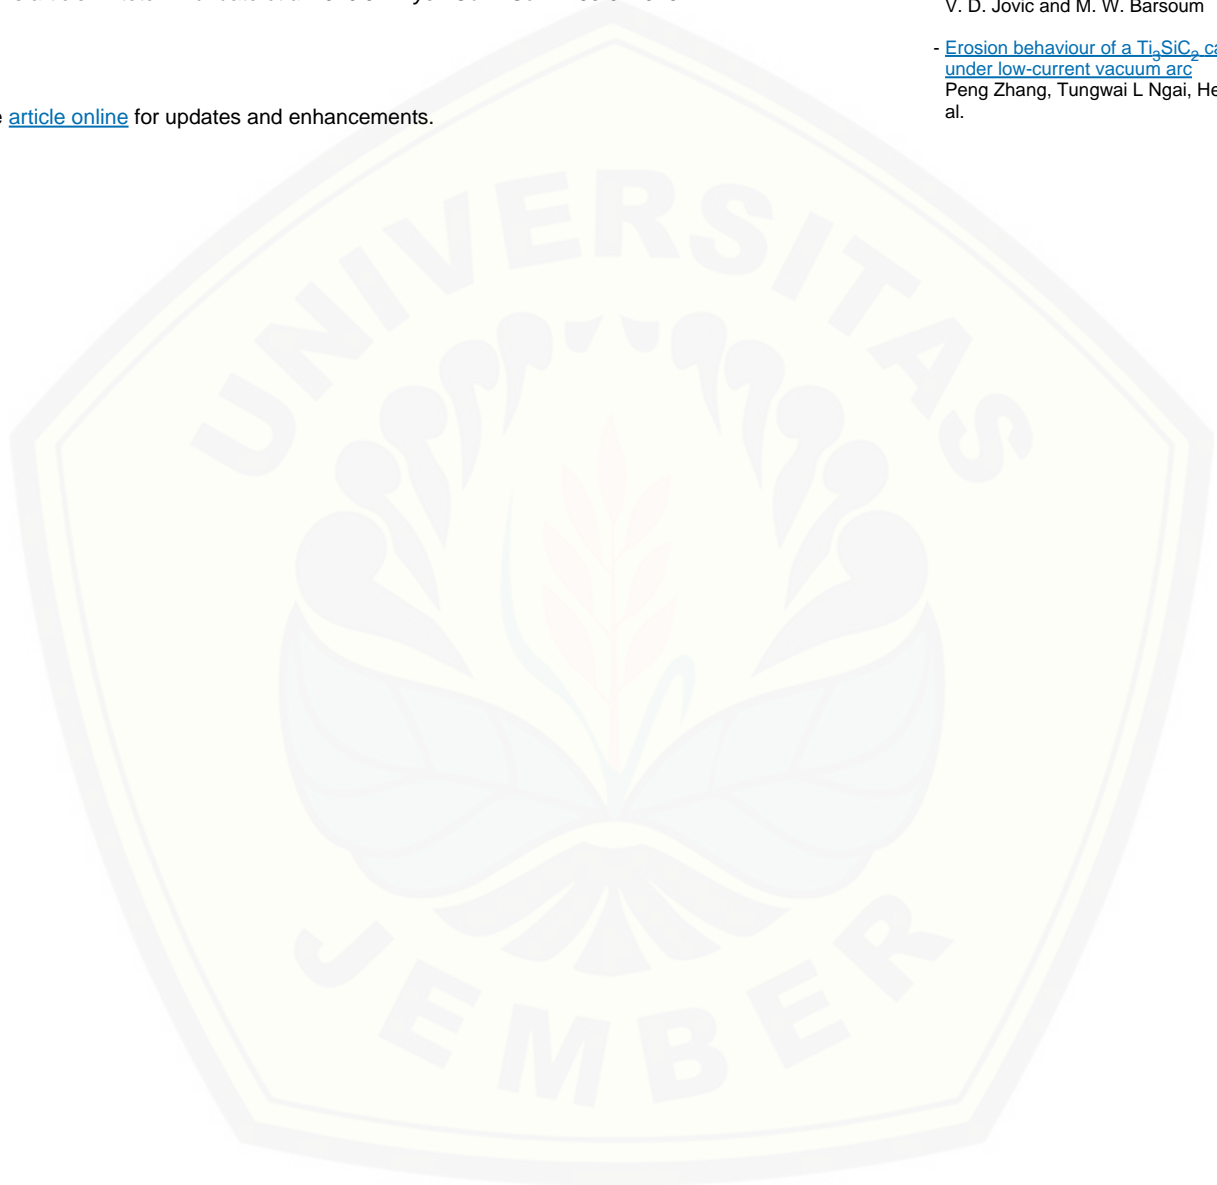 V. D. Jovic and M. W. Barsoum
- Erosion behaviour of a Ti3SiC2
under low-current vacuum arc
Peng Zhang, Tungwai L Ngai,
al.
article online for updates and enhancements.
UNIVERSITAS
JEMBER